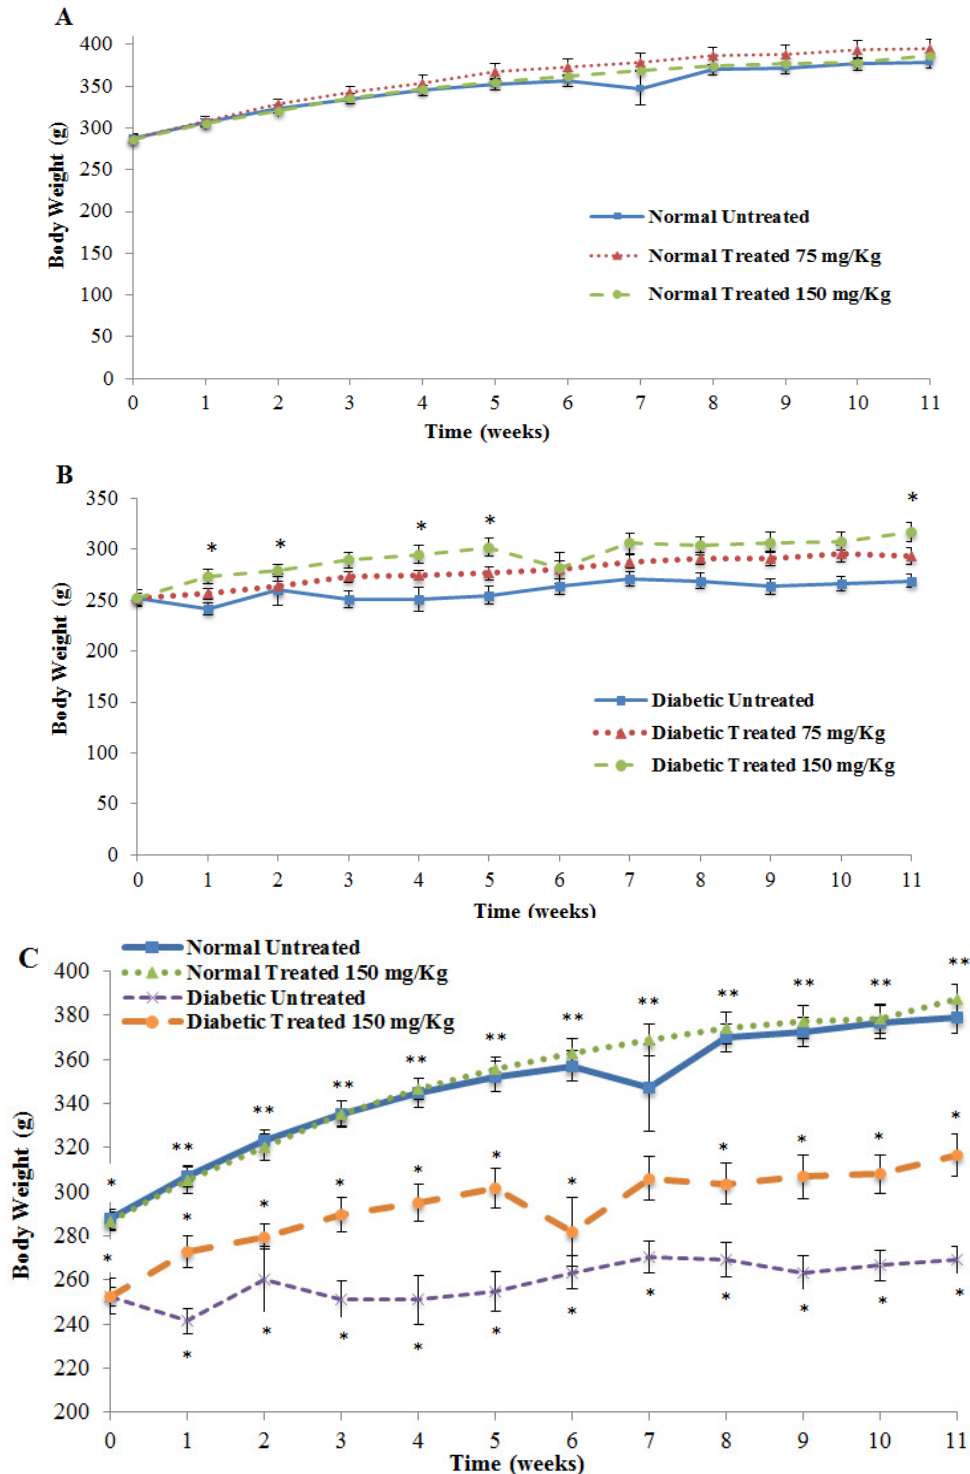 A
400
350
300
250
200
150
100
50
0
Body Weight (g)
Normal Untreated
Normal Treated 75 mg/Kg
Normal Treated 150 mg/Kg
0 1 2 3 4 5 6 7 8 9 10 11
Time (weeks)
B
350
300
250
200
150
100
50
0
Body Weight (g)
* * * * *
Diabetic Untreated
Diabetic Treated 75 mg/Kg
Diabetic Treated 150 mg/Kg
0 1 2 3 4 5 6 7 8 9 10 11
Time (weeks)
C
Normal Untreated
Normal Treated 150 mg/Kg
Diabetic Untreated
Diabetic Treated 150 mg/Kg
400
380
360
340
320
300
280
260
240
220
200
Body Weight (g)
* ** ** ** ** ** ** ** ** ** ** **
* * * * * * * * * * * *
* * * * * * * * * * *
0 1 2 3 4 5 6 7 8 9 10 11
Time (weeks)